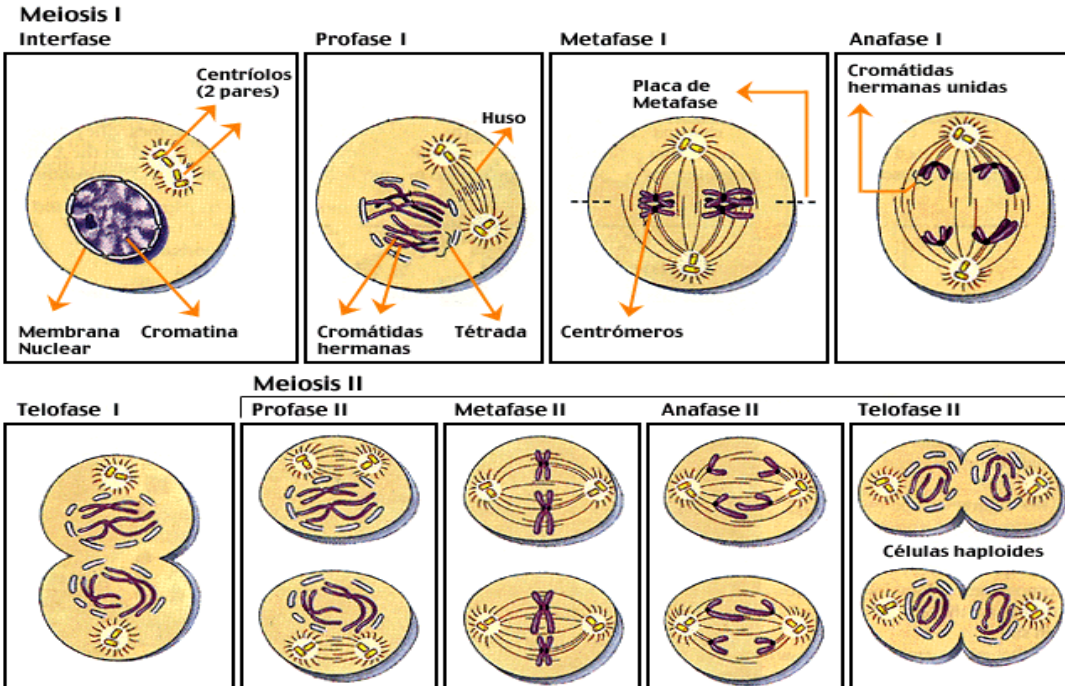 Meiosis I
Interfase
Centríolos
(2 pares)
Membrana
Nuclear
Cromatina
Profase I
Huso
Cromátidas
hermanas
Tétrada
Metafase I
Placa de
Metafase
Centrómeros
Anafase I
Cromátidas
hermanas unidas
Telofase I
Meiosis II
Profase II
Metafase II
Anafase II
Telofase II
Células haploides